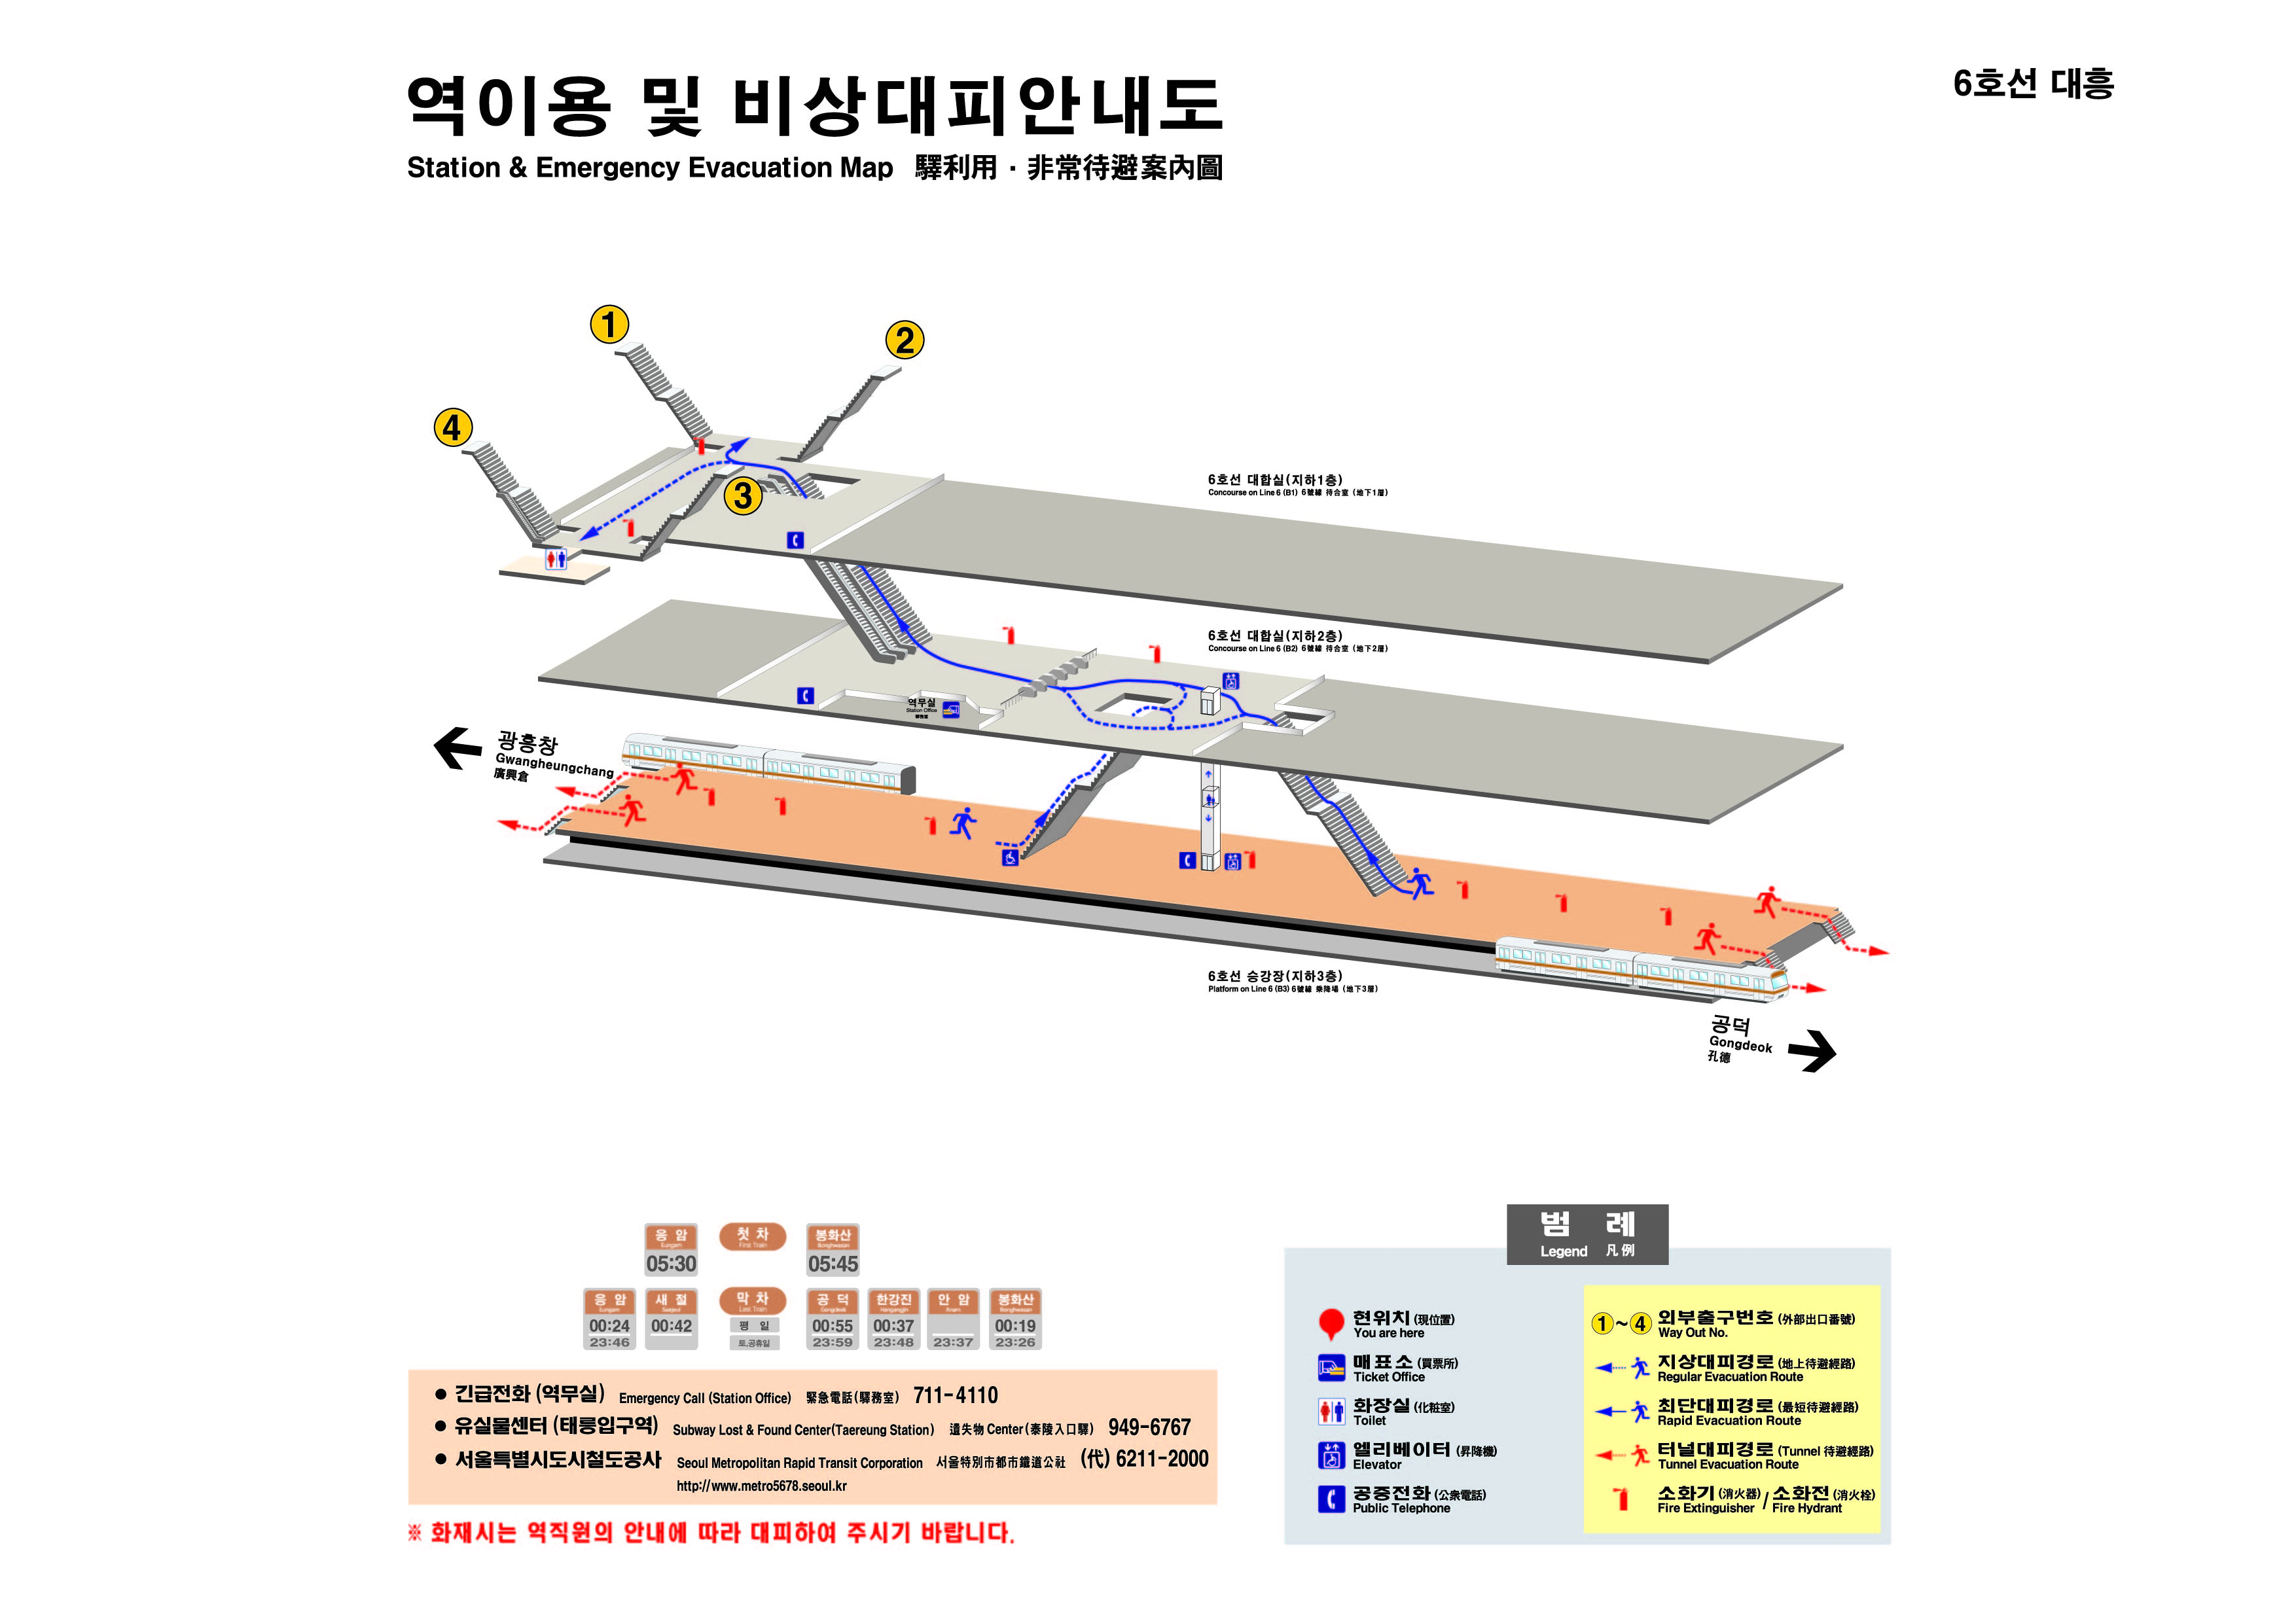 역이용 및 비상대피안내도
Station & Emergency Evacuation Map 驛利用 · 非常待避案內圖
6호선 대흥
1
2
4
3
6호선 대합실(지하1층)
Concourse on Line 6 (B1) 6號線 待合室 (地下1層)
6호선 대합실(지하2층)
Concourse on Line 6 (B2) 6號線 待合室 (地下2層)
역무실
Station Office
驛務室
광흥창
Gwangheungchang
廣興倉
6호선 승강장(지하3층)
Platform on Line 6 (B3) 6號線 乘降場 (地下3層)
공덕
Gongdeok
孔德
응 암
Eungam
05:30
첫 차
First Train
봉화산
Bonghwasan
05:45
응 암
Eungam
00:24
23:46
새 절
Saejeol
00:42
막 차
Last Train
평 일
토,공휴일
공 덕
Gongdeok
00:55
23:59
한강진
Hangangjin
00:37
23:48
안 암
Anam
23:37
봉화산
Bonghwasan
00:19
23:26
● 긴급전화 (역무실) Emergency Call (Station Office) 緊急電話(驛務室) 711-4110
● 유실물센터 (태릉입구역) Subway Lost & Found Center(Taereung Station) 遺失物 Center(泰陵入口驛) 949-6767
● 서울특별시도시철도공사 Seoul Metropolitan Rapid Transit Corporation 서울特別市都市鐵道公社 (代) 6211-2000
http://www.metro5678.seoul.kr
※ 화재시는 역직원의 안내에 따라 대피하여 주시기 바랍니다.
범 례
Legend 凡例
현위치 (現位置)
You are here
매표소 (買票所)
Ticket Office
화장실 (化粧室)
Toilet
엘리베이터 (昇降機)
Elevator
공중전화 (公衆電話)
Public Telephone
1~4 외부출구번호 (外部出口番號)
Way Out No.
지상대피경로 (地上待避經路)
Regular Evacuation Route
최단대피경로 (最短待避經路)
Rapid Evacuation Route
터널대피경로 (Tunnel 待避經路)
Tunnel Evacuation Route
소화기 (消火器) / 소화전 (消火栓)
Fire Extinguisher / Fire Hydrant